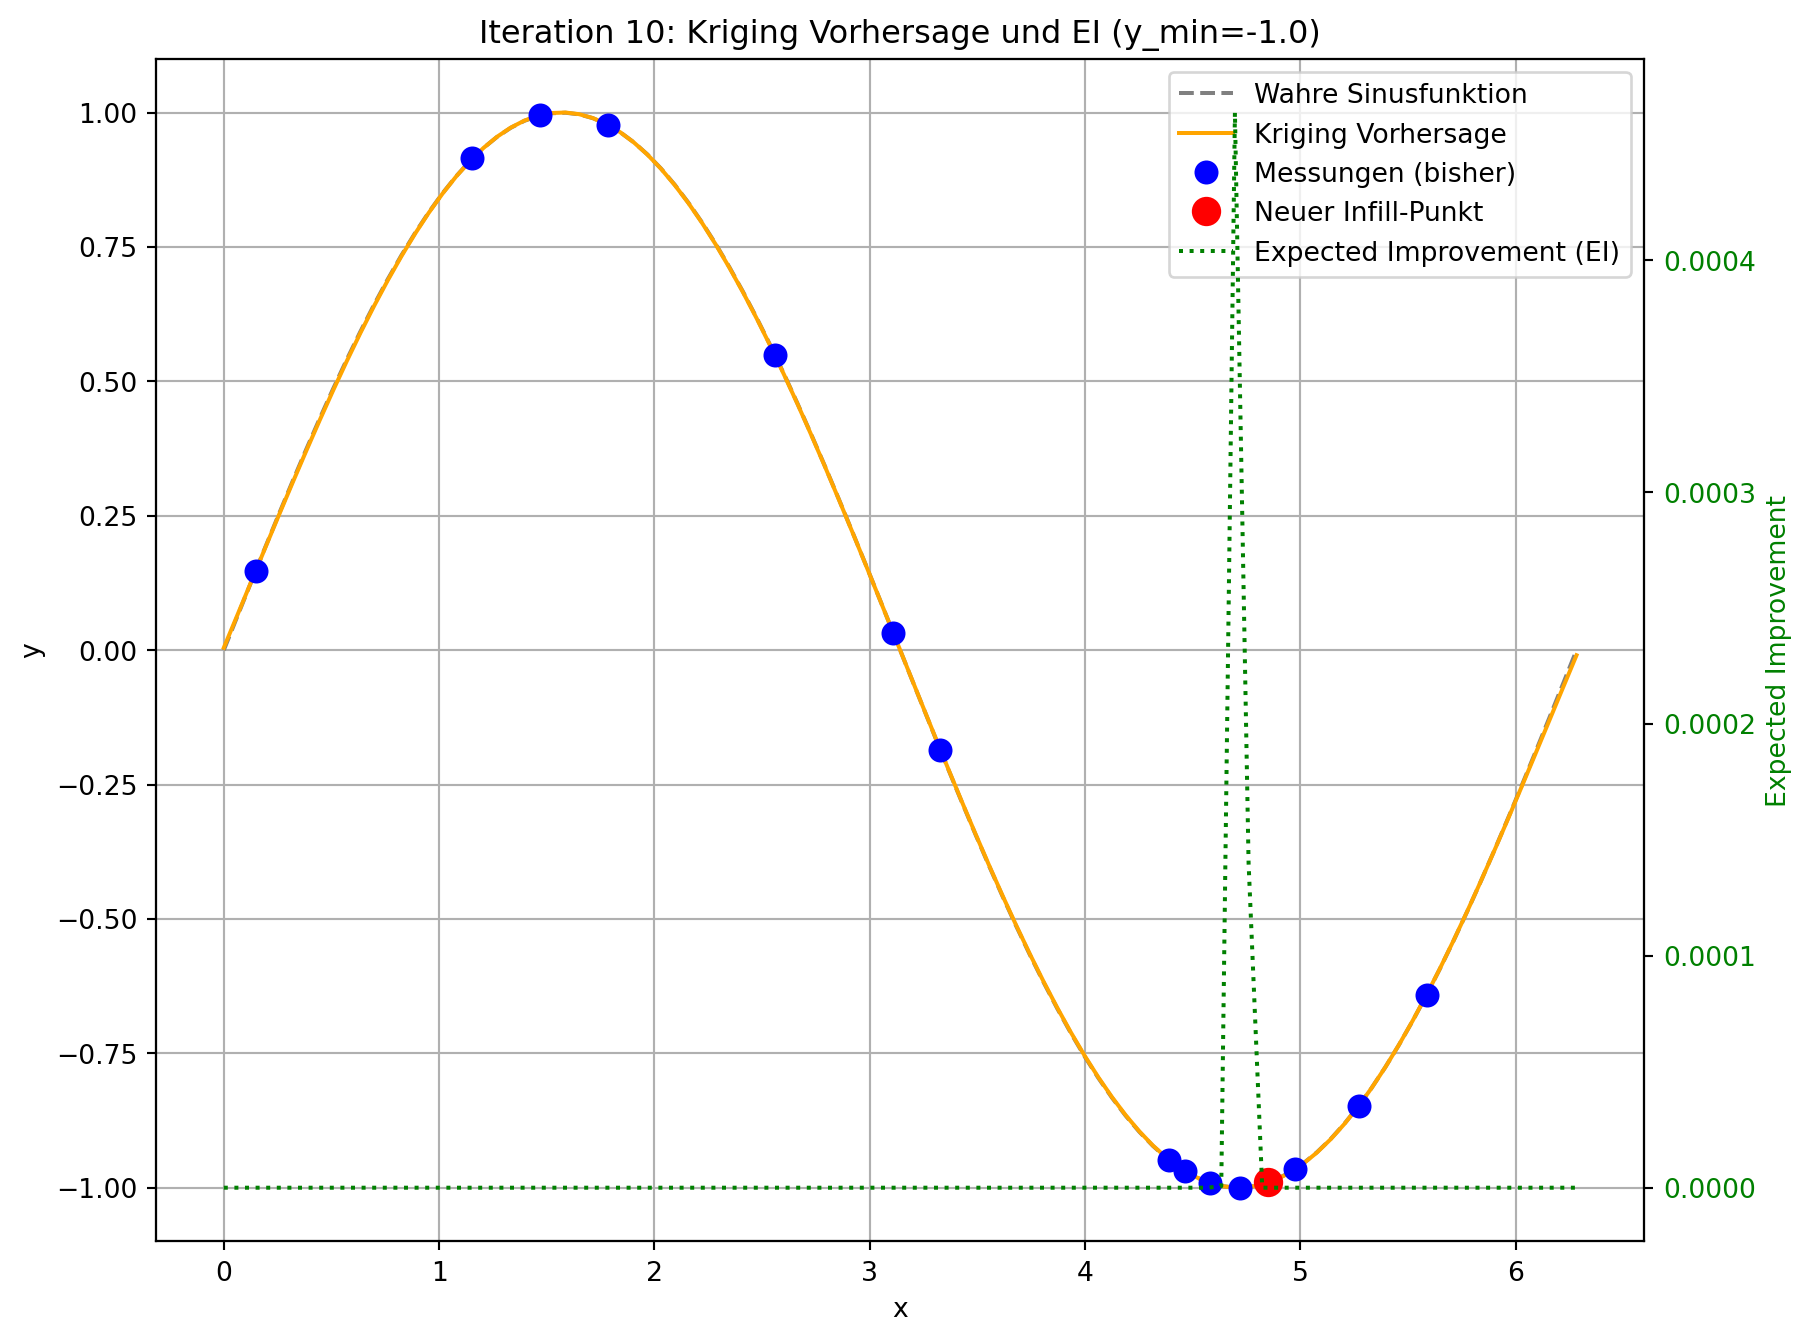 Iteration 10: Kriging Vorhersage und EI (y_min=-1.0)
Wahre Sinusfunktion
Kriging Vorhersage
Messungen (bisher)
Neuer Infill-Punkt
Expected Improvement (EI)
1.00
0.75
0.50
0.25
0.00
−0.25
−0.50
−0.75
−1.00
y
0.0004
0.0003
0.0002
0.0001
0.0000
Expected Improvement
0 1 2 3 4 5 6
x